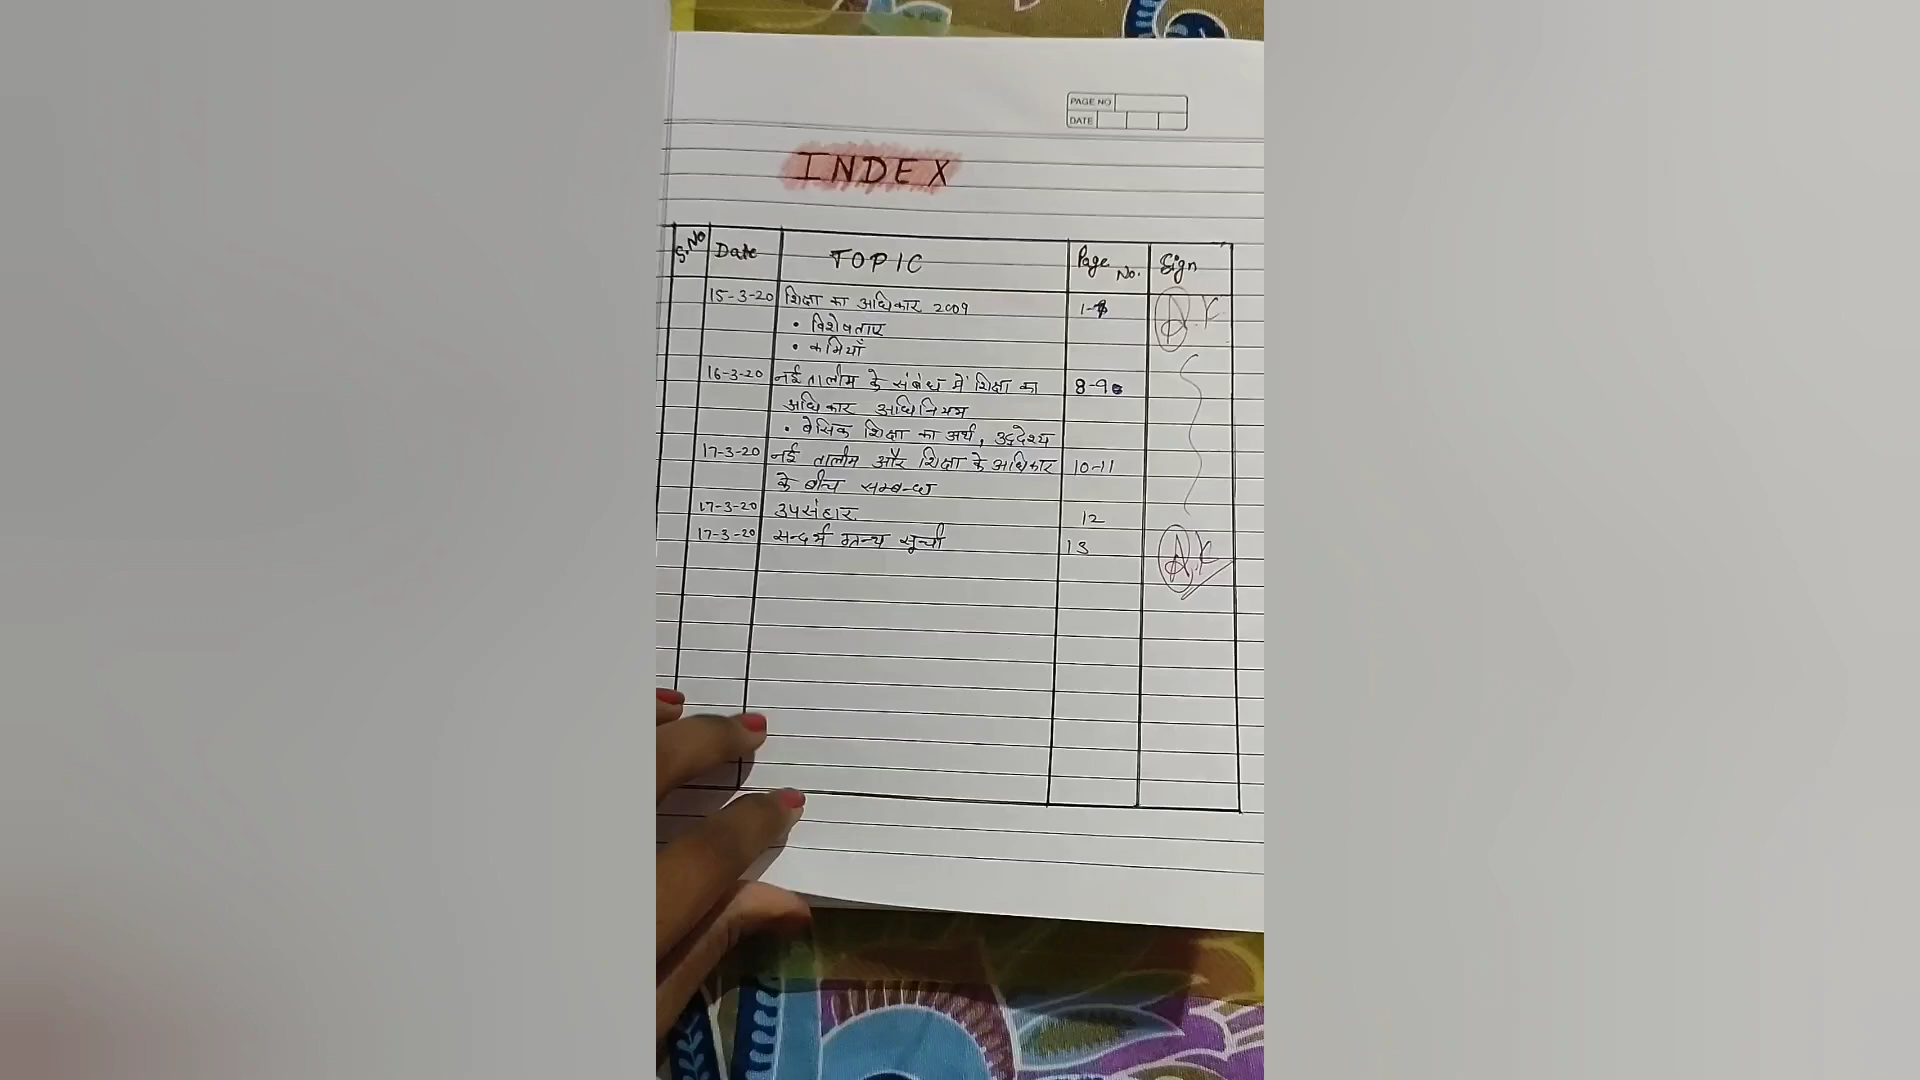 PAGE NO
DATE
INDEX
S.No Date TOPIC Page No. Sign
15-3-20 शिक्षा का अधिकार 2009 1-7
• विशेषताए
• कमियाँ
16-3-20 नई तालीम के संबंध में शिक्षा का 8-9
अधिकार अधिनियम
• बेसिक शिक्षा का अर्थ, उद्देश्य
17-3-20 नई तालीम और शिक्षा के अधिकार 10-11
के बीच सम्बन्ध
17-3-20 उपसंहार 12
17-3-20 सन्दर्भ ग्रन्थ सूची 13